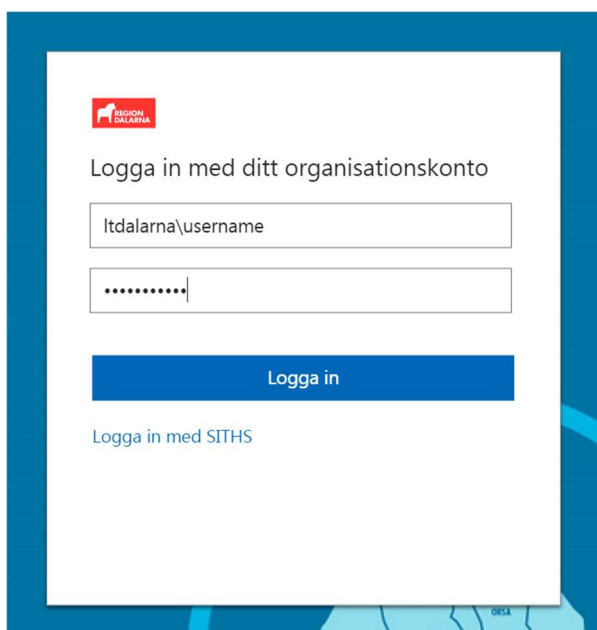 REGION
DALARNA
Logga in med ditt organisationskonto
ltdalarna\username
•••••••••••
Logga in
Logga in med SITHS
ORSA